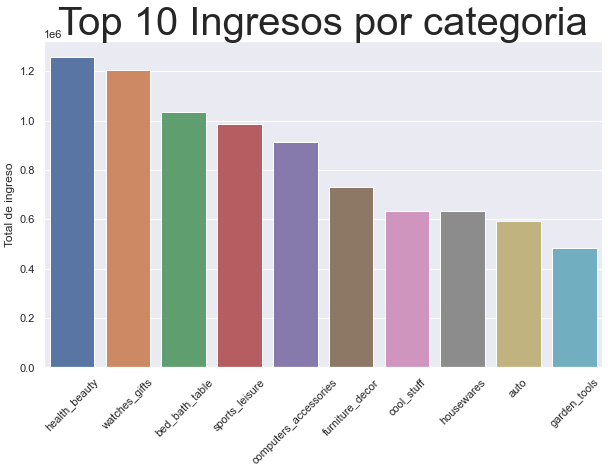 Top 10 Ingresos por categoria
1e6
1.2
1.0
0.8
0.6
0.4
0.2
0.0
Total de ingreso
health_beauty
watches_gifts
bed_bath_table
sports_leisure
computers_accessories
furniture_decor
cool_stuff
housewares
auto
garden_tools